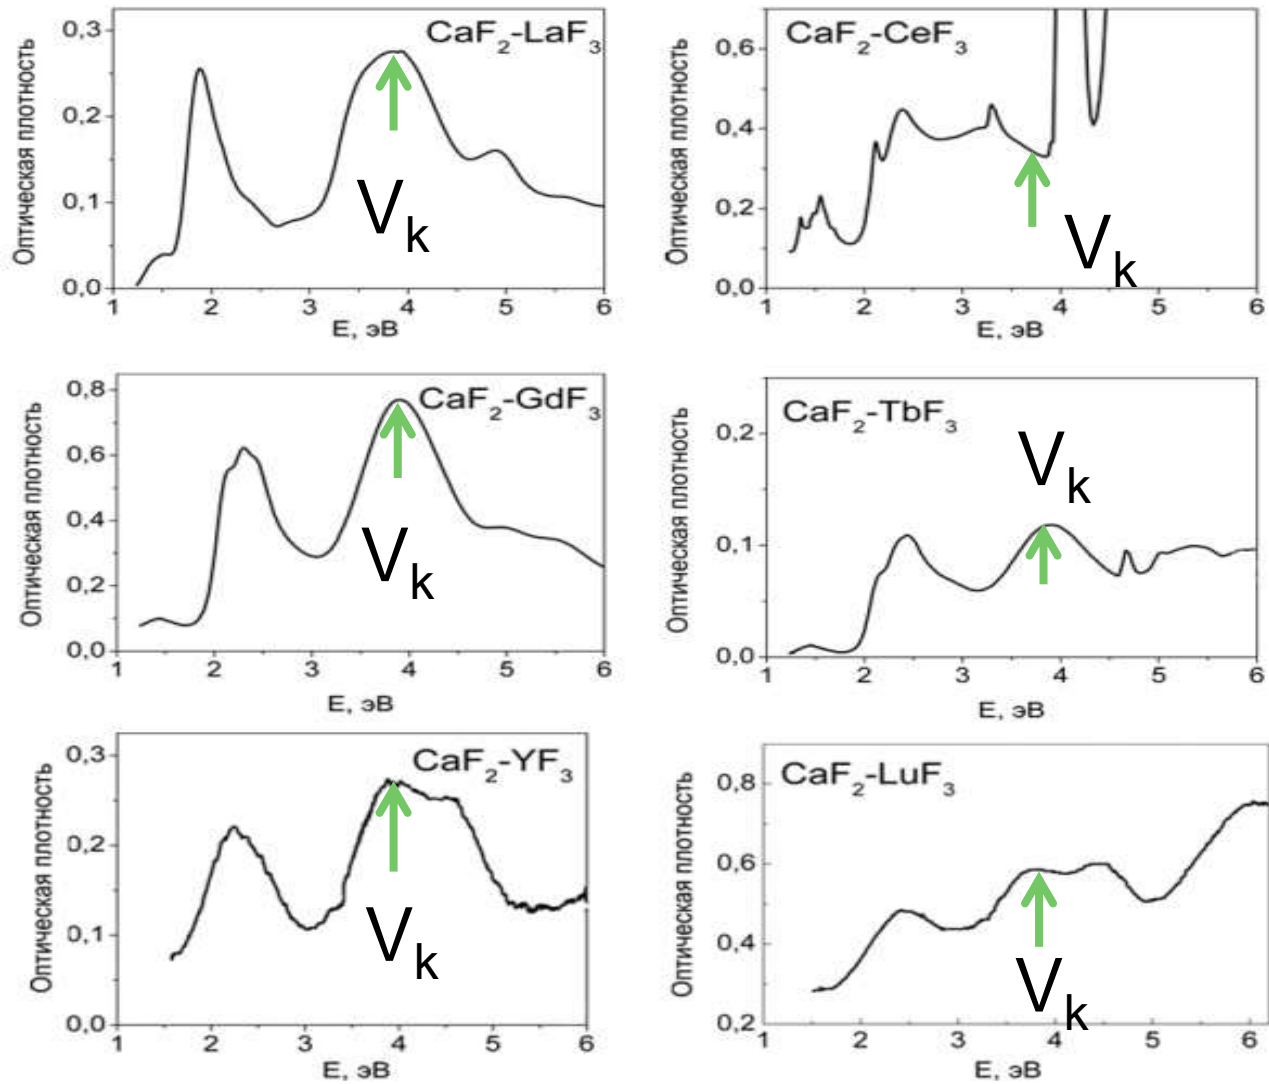 CaF₂-LaF₃
Оптическая плотность
0,3
0,2
0,1
0,0
Vk
1 2 3 4 5 6
E, эВ
CaF₂-CeF₃
Оптическая плотность
0,6
0,4
0,2
0,0
Vk
1 2 3 4 5 6
E, эВ
CaF₂-GdF₃
Оптическая плотность
0,8
0,6
0,4
0,2
0,0
Vk
1 2 3 4 5 6
E, эВ
CaF₂-TbF₃
Оптическая плотность
0,2
0,1
0,0
Vk
1 2 3 4 5 6
E, эВ
CaF₂-YF₃
Оптическая плотность
0,3
0,2
0,1
0,0
Vk
1 2 3 4 5 6
E, эВ
CaF₂-LuF₃
Оптическая плотность
0,8
0,6
0,4
0,2
Vk
1 2 3 4 5 6
E, эВ